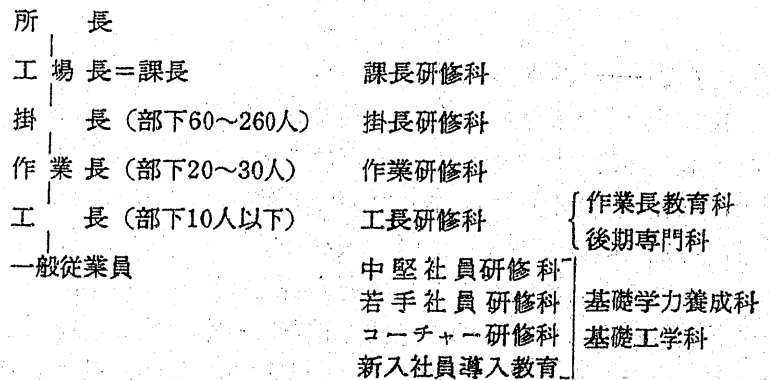 所長
工場長＝課長 課長研修科
掛長（部下60〜260人） 掛長研修科
作業長（部下20〜30人） 作業研修科
工長（部下10人以下） 工長研修科 作業長教育科
後期専門科
一般従業員 中堅社員研修科
若手社員研修科 基礎学力養成科
コーチャー研修科 基礎工学科
新入社員導入教育